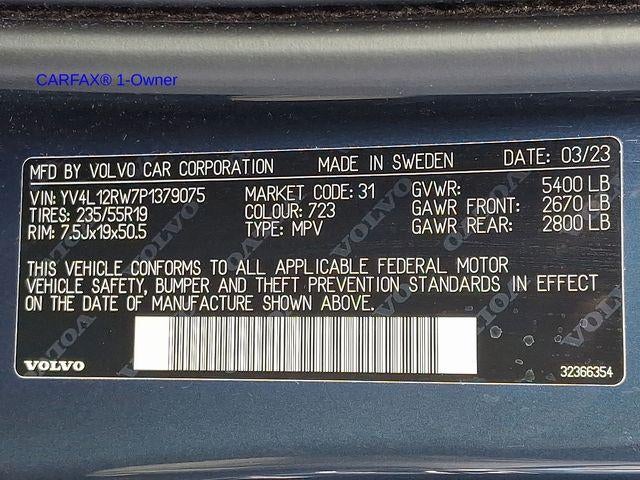 CARFAX® 1-Owner
MFD BY VOLVO CAR CORPORATION MADE IN SWEDEN DATE: 03/23
VIN: YV4L12RW7P1379075 MARKET CODE: 31 GVWR: 5400 LB
TIRES: 235/55R19 COLOUR: 723 GAWR FRONT: 2670 LB
RIM: 7.5Jx19x50.5 TYPE: MPV GAWR REAR: 2800 LB
THIS VEHICLE CONFORMS TO ALL APPLICABLE FEDERAL MOTOR
VEHICLE SAFETY, BUMPER AND THEFT PREVENTION STANDARDS IN EFFECT
ON THE DATE OF MANUFACTURE SHOWN ABOVE.
VOLVO 32366354